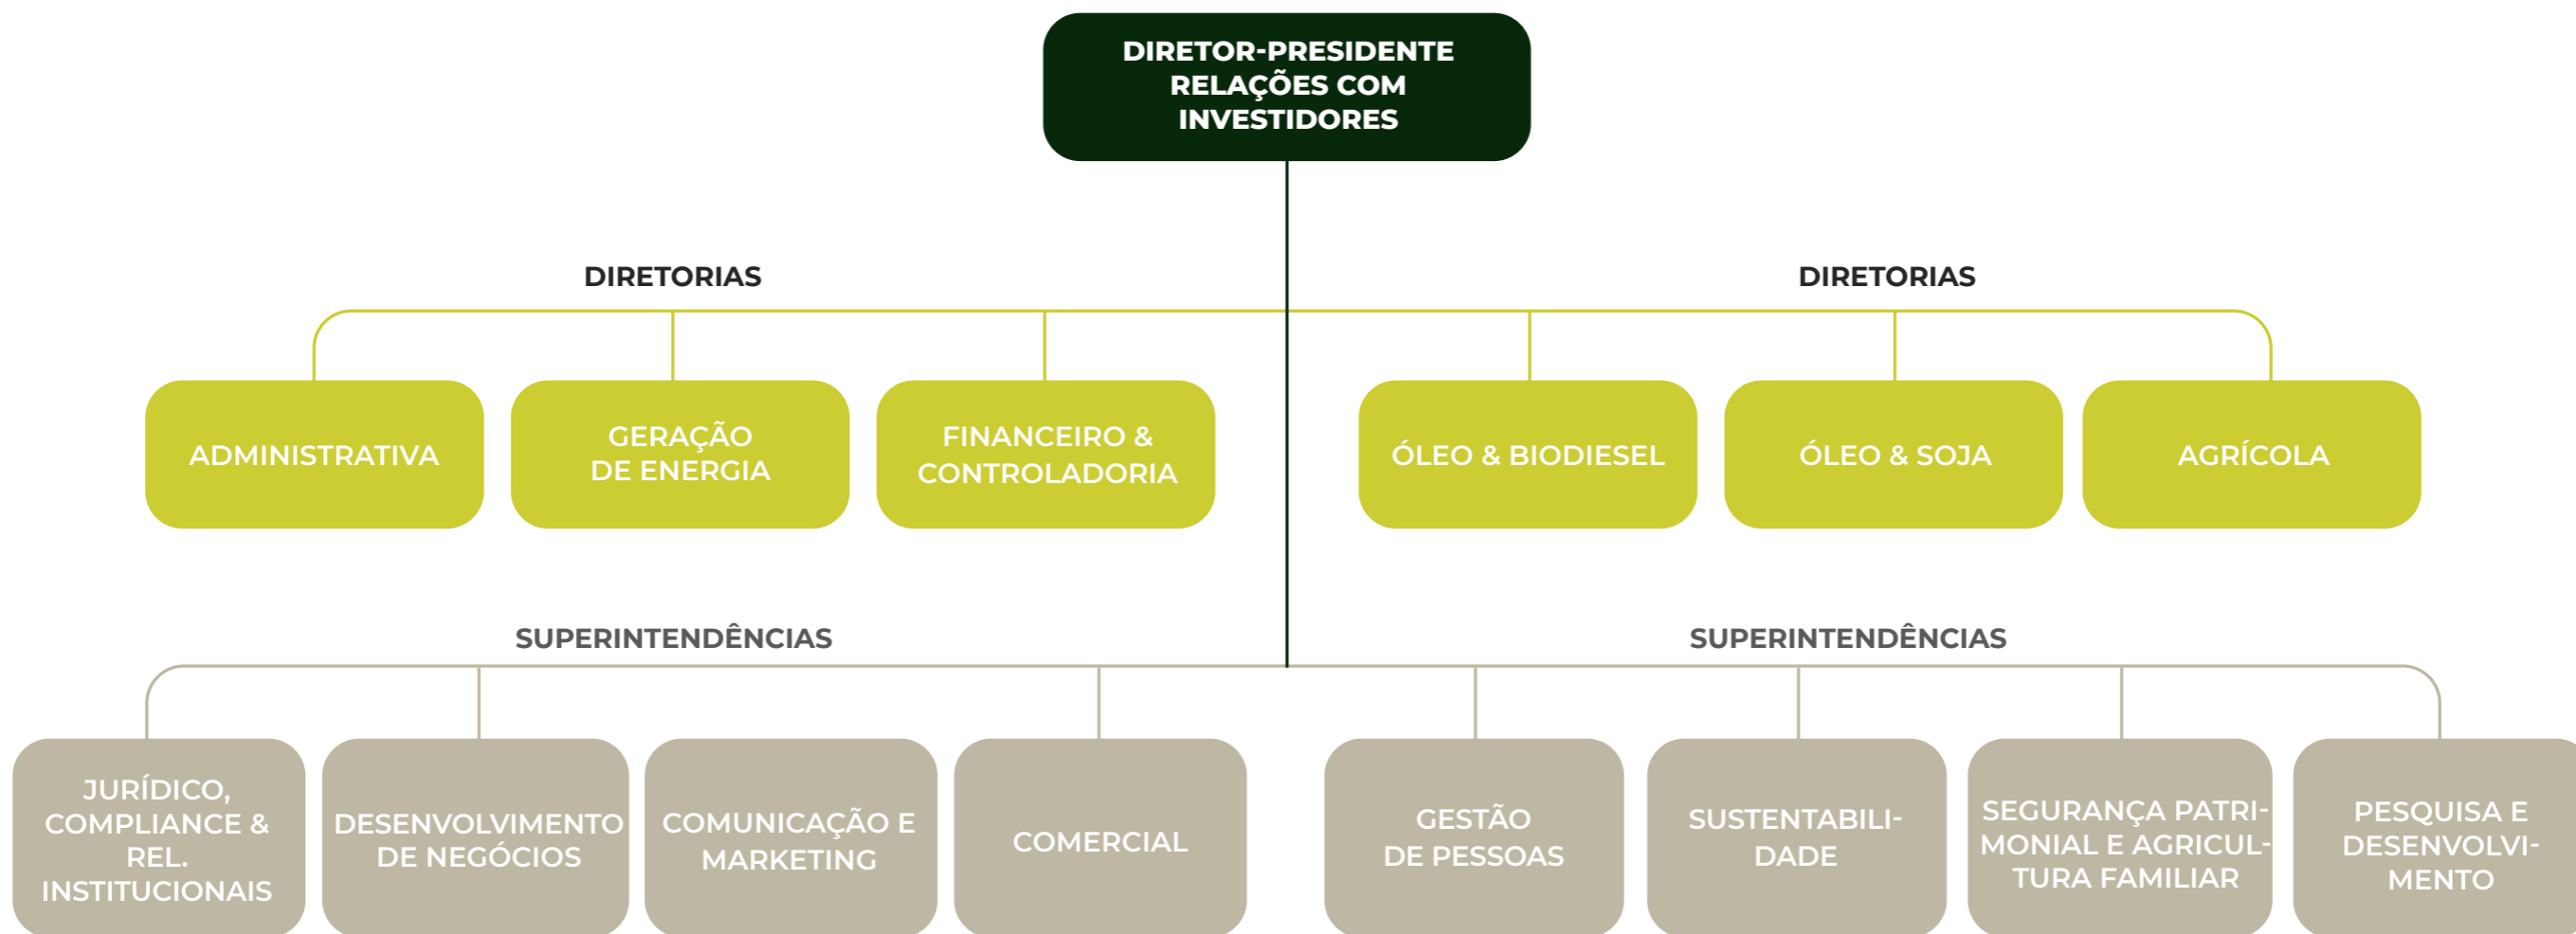 DIRETOR-PRESIDENTE
RELAÇÕES COM
INVESTIDORES
DIRETORIAS
DIRETORIAS
ADMINISTRATIVA
GERAÇÃO
DE ENERGIA
FINANCEIRO &
CONTROLADORIA
ÓLEO & BIODIESEL
ÓLEO & SOJA
AGRÍCOLA
SUPERINTENDÊNCIAS
SUPERINTENDÊNCIAS
JURÍDICO,
COMPLIANCE &
REL.
INSTITUCIONAIS
DESENVOLVIMENTO
DE NEGÓCIOS
COMUNICAÇÃO E
MARKETING
COMERCIAL
GESTÃO
DE PESSOAS
SUSTENTABILI-
DADE
SEGURANÇA PATRI-
MONIAL E AGRICUL-
TURA FAMILIAR
PESQUISA E
DESENVOLVI-
MENTO